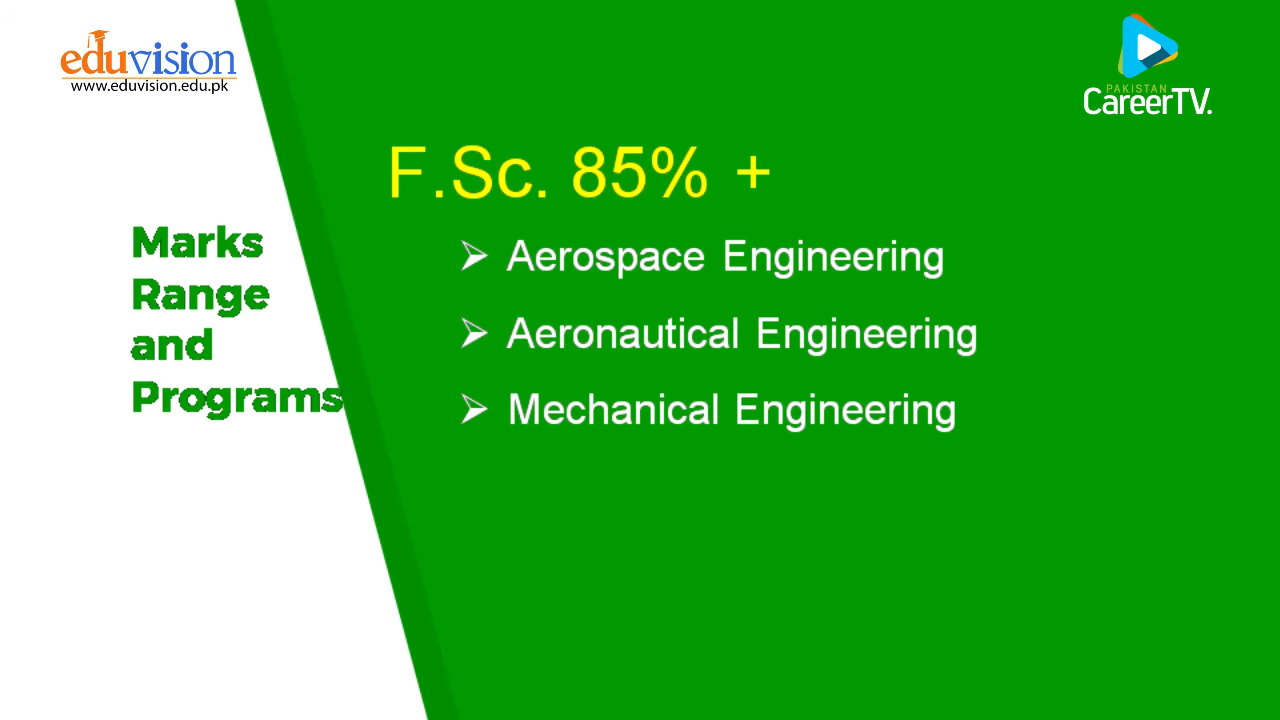 eduvision
www.eduvision.edu.pk
PAKISTAN
CareerTV.
Marks
Range
and
Programs
F.Sc. 85% +
➢ Aerospace Engineering
➢ Aeronautical Engineering
➢ Mechanical Engineering